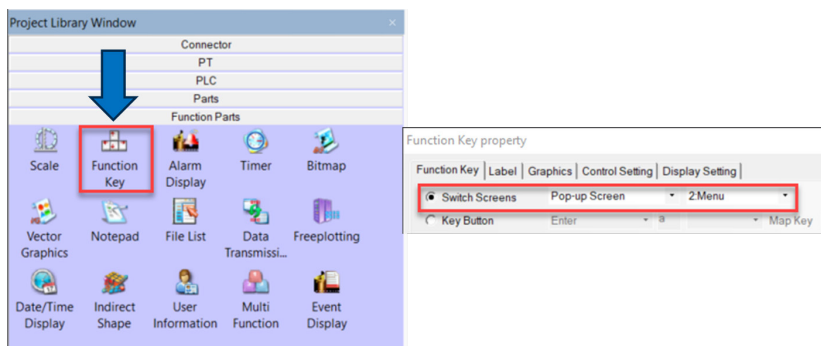 Project Library Window
Connector
PT
PLC
Parts
Function Parts
Scale
Function
Key
Alarm
Display
Timer
Bitmap
Vector
Graphics
Notepad
File List
Data
Transmissi...
Freeplotting
Date/Time
Display
Indirect
Shape
User
Information
Multi
Function
Event
Display
Function Key property
Function Key Label Graphics Control Setting Display Setting
Switch Screens Pop-up Screen 2:Menu
Key Button Enter a Map Key